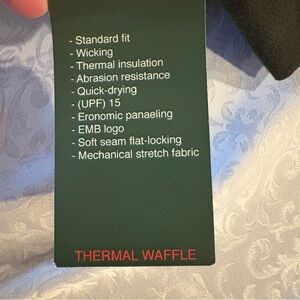 - Standard fit
- Wicking
- Thermal insulation
- Abrasion resistance
- Quick-drying
- (UPF) 15
- Eronomic panaeling
- EMB logo
- Soft seam flat-locking
- Mechanical stretch fabric
THERMAL WAFFLE